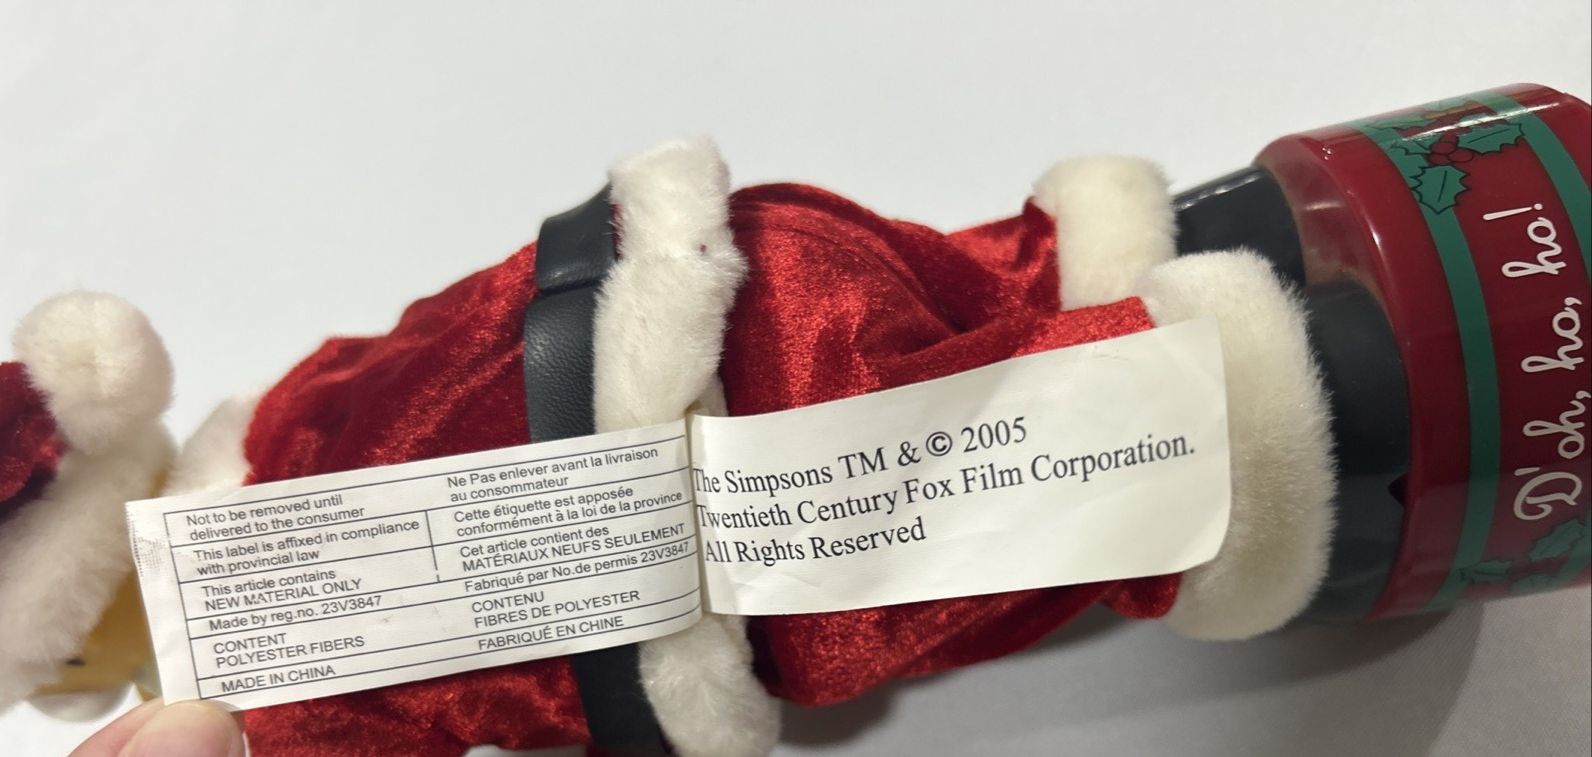 Not to be removed until
delivered to the consumer
Ne Pas enlever avant la livraison
au consommateur
This label is affixed in compliance
with provincial law
Cette étiquette est apposée
conformément à la loi de la province
This article contains
NEW MATERIAL ONLY
Cet article contient des
MATÉRIAUX NEUFS SEULEMENT
Made by reg.no. 23V3847
Fabriqué par No.de permis 23V3847
CONTENT
POLYESTER FIBERS
CONTENU
FIBRES DE POLYESTER
MADE IN CHINA
FABRIQUÉ EN CHINE
The Simpsons TM & © 2005
Twentieth Century Fox Film Corporation.
All Rights Reserved
D'oh, ho, ho!